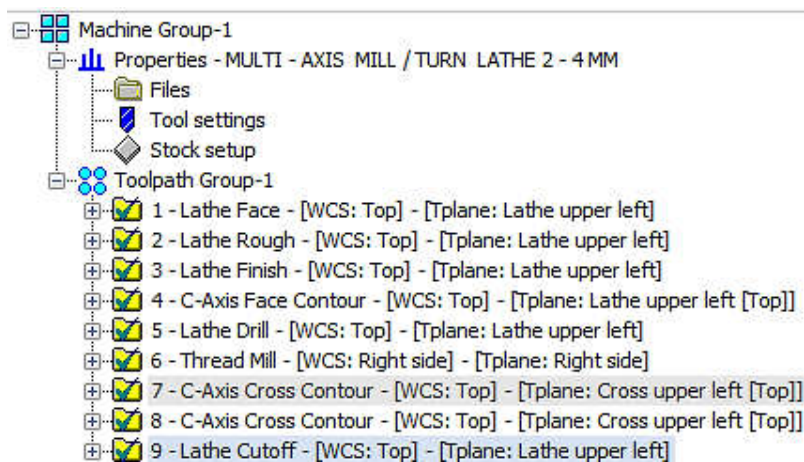 Machine Group-1
Properties - MULTI - AXIS MILL / TURN LATHE 2 - 4 MM
Files
Tool settings
Stock setup
Toolpath Group-1
1 - Lathe Face - [WCS: Top] - [Tplane: Lathe upper left]
2 - Lathe Rough - [WCS: Top] - [Tplane: Lathe upper left]
3 - Lathe Finish - [WCS: Top] - [Tplane: Lathe upper left]
4 - C-Axis Face Contour - [WCS: Top] - [Tplane: Lathe upper left [Top]]
5 - Lathe Drill - [WCS: Top] - [Tplane: Lathe upper left]
6 - Thread Mill - [WCS: Right side] - [Tplane: Right side]
7 - C-Axis Cross Contour - [WCS: Top] - [Tplane: Cross upper left [Top]]
8 - C-Axis Cross Contour - [WCS: Top] - [Tplane: Cross upper left [Top]]
9 - Lathe Cutoff - [WCS: Top] - [Tplane: Lathe upper left]